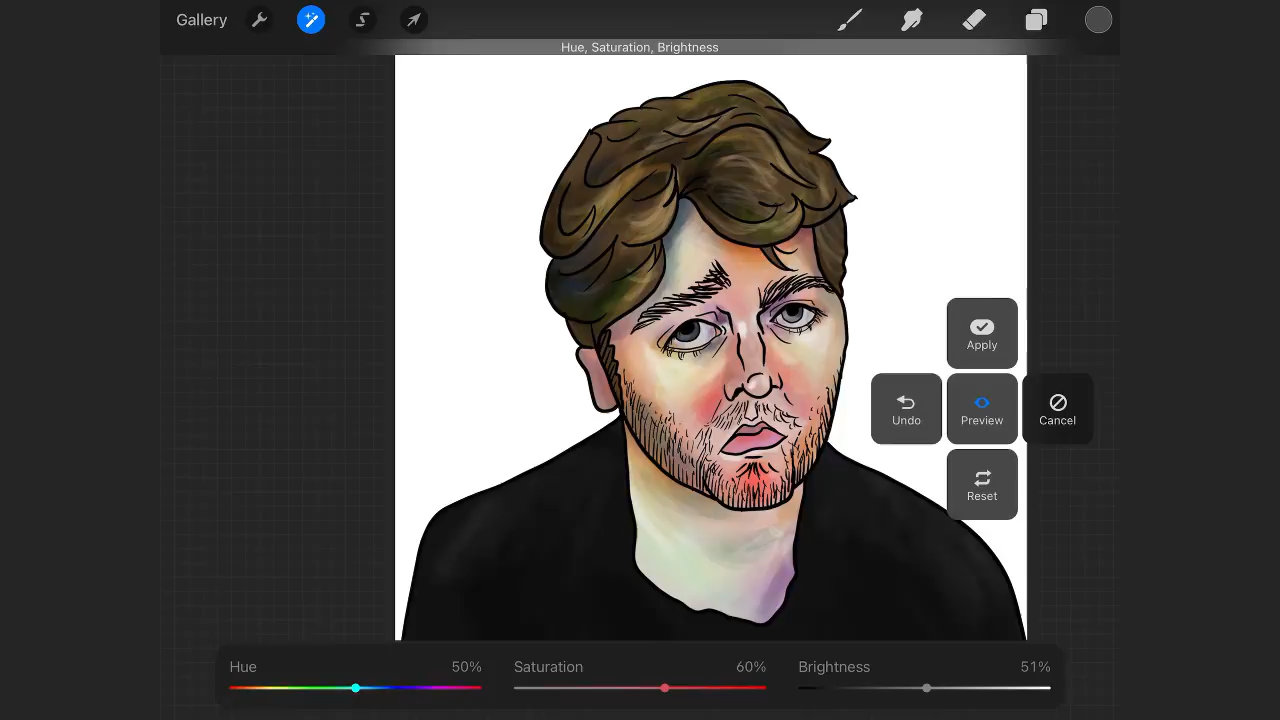 Gallery
Hue, Saturation, Brightness
Apply
Undo
Preview
Cancel
Reset
Hue 50%
Saturation 60%
Brightness 51%